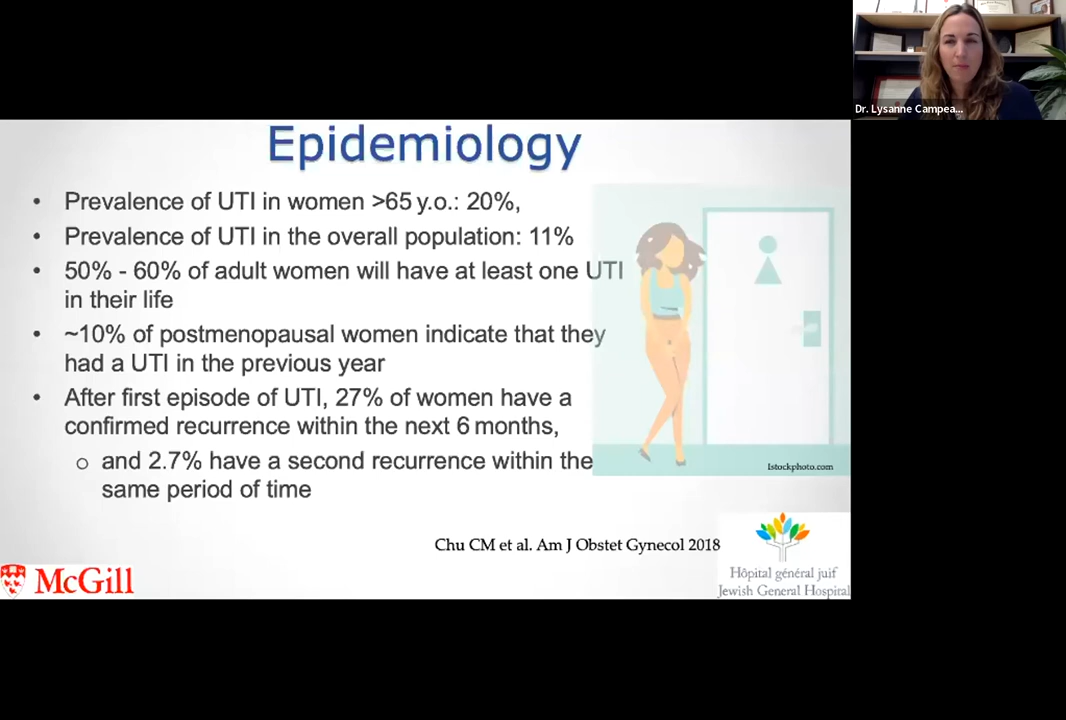 Dr. Lysanne Campea...
Epidemiology
• Prevalence of UTI in women >65 y.o.: 20%,
• Prevalence of UTI in the overall population: 11%
• 50% - 60% of adult women will have at least one UTI
in their life
• ~10% of postmenopausal women indicate that they
had a UTI in the previous year
• After first episode of UTI, 27% of women have a
confirmed recurrence within the next 6 months,
o and 2.7% have a second recurrence within the
same period of time
Istockphoto.com
Chu CM et al. Am J Obstet Gynecol 2018
McGill
Hôpital général juif
Jewish General Hospital